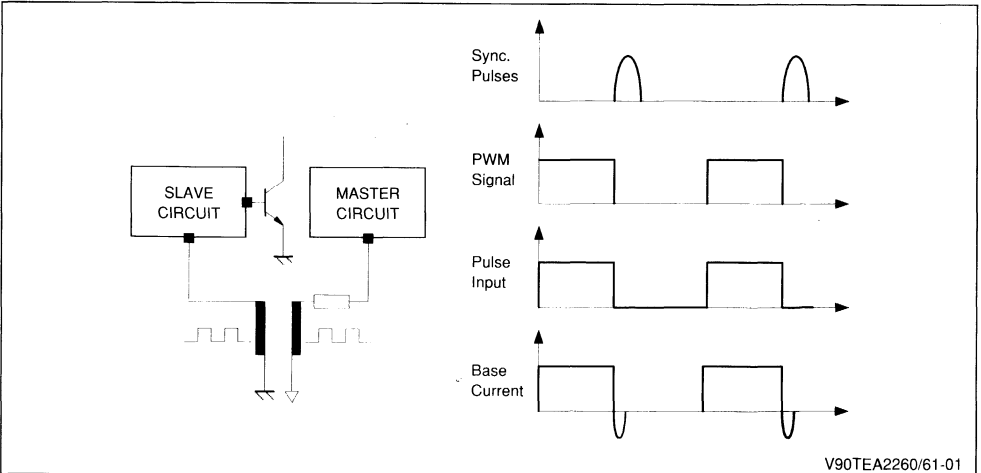 SLAVE
CIRCUIT
MASTER
CIRCUIT
Sync.
Pulses
PWM
Signal
Pulse
Input
Base
Current
V90TEA2260/61-01